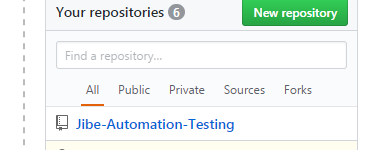 Your repositories 6 New repository
Find a repository...
All Public Private Sources Forks
Jibe-Automation-Testing